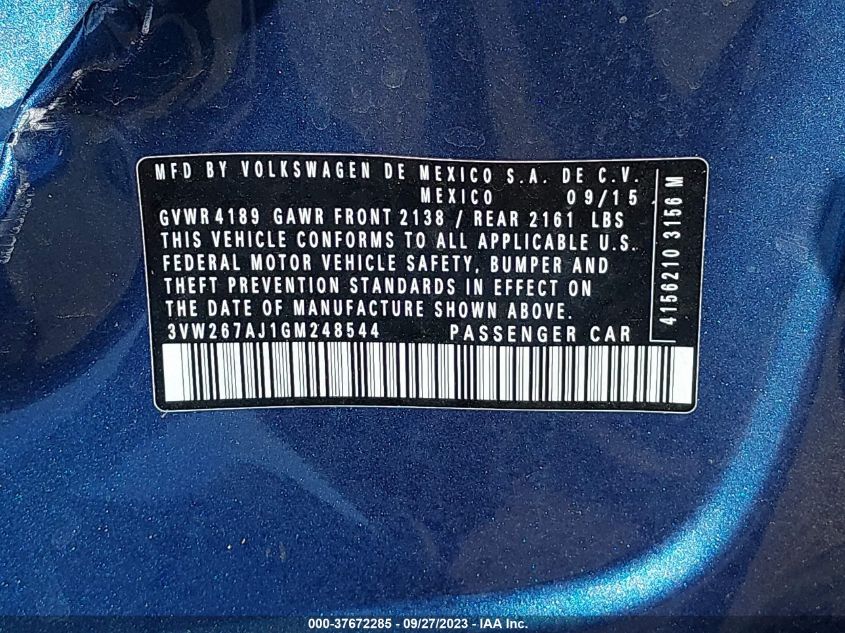 MFD BY VOLKSWAGEN DE MEXICO S.A. DE C.V.
MEXICO 09/15
GVWR 4189 GAWR FRONT 2138 / REAR 2161 LBS
THIS VEHICLE CONFORMS TO ALL APPLICABLE U.S.
FEDERAL MOTOR VEHICLE SAFETY, BUMPER AND
THEFT PREVENTION STANDARDS IN EFFECT ON
THE DATE OF MANUFACTURE SHOWN ABOVE.
3VW267AJ1GM248544 PASSENGER CAR
4156210 3156 M
000-37672285 - 09/27/2023 - IAAI.com